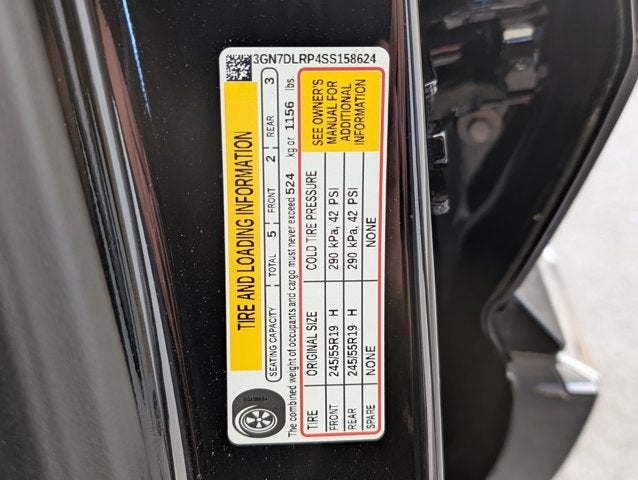 3GN7DLRP4SS158624
TIRE AND LOADING INFORMATION
SEATING CAPACITY TOTAL 5 FRONT 2 REAR 3
The combined weight of occupants and cargo must never exceed 524 kg or 1156 lbs.
TIRE ORIGINAL SIZE COLD TIRE PRESSURE
FRONT 245/55R19 H 290 kPa, 42 PSI
REAR 245/55R19 H 290 kPa, 42 PSI
SPARE NONE NONE
SEE OWNER'S
MANUAL FOR
ADDITIONAL
INFORMATION